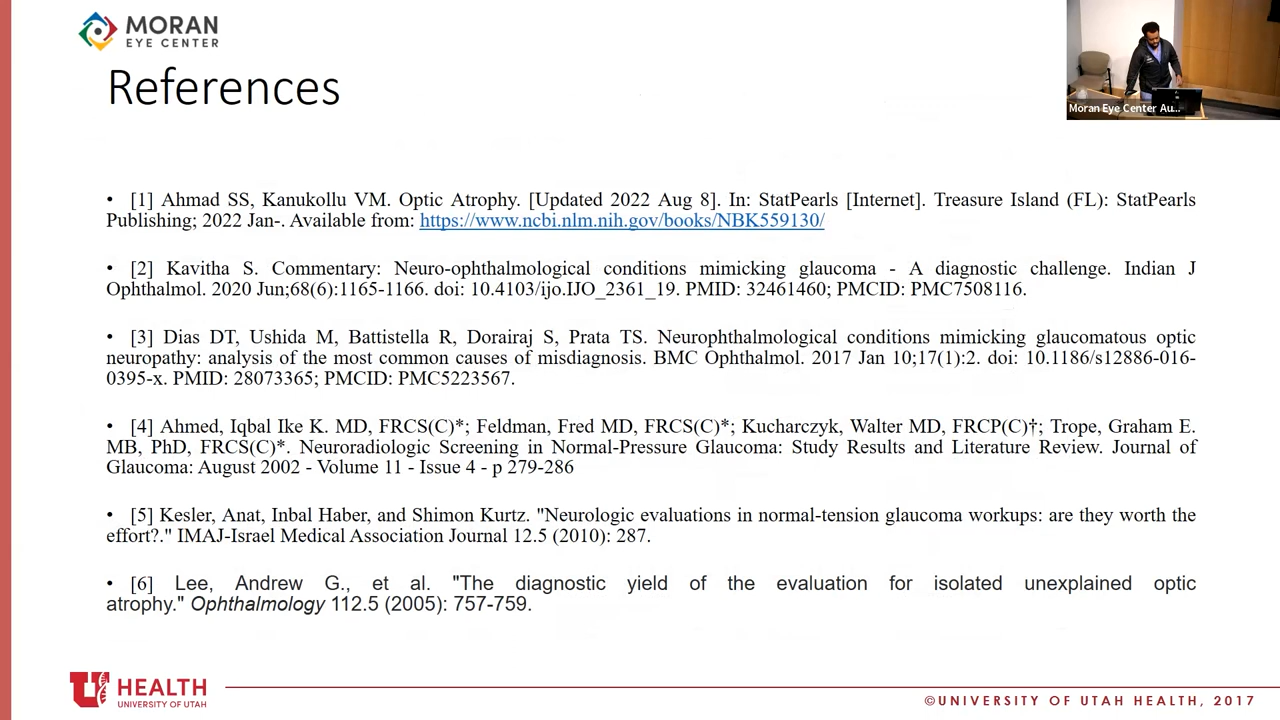 MORAN
EYE CENTER
References
Moran Eye Center Au...
• [1] Ahmad SS, Kanukollu VM. Optic Atrophy. [Updated 2022 Aug 8]. In: StatPearls [Internet]. Treasure Island (FL): StatPearls
Publishing; 2022 Jan-. Available from: https://www.ncbi.nlm.nih.gov/books/NBK559130/
• [2] Kavitha S. Commentary: Neuro-ophthalmological conditions mimicking glaucoma - A diagnostic challenge. Indian J
Ophthalmol. 2020 Jun;68(6):1165-1166. doi: 10.4103/ijo.IJO_2361_19. PMID: 32461460; PMCID: PMC7508116.
• [3] Dias DT, Ushida M, Battistella R, Dorairaj S, Prata TS. Neurophthalmological conditions mimicking glaucomatous optic
neuropathy: analysis of the most common causes of misdiagnosis. BMC Ophthalmol. 2017 Jan 10;17(1):2. doi: 10.1186/s12886-016-
0395-x. PMID: 28073365; PMCID: PMC5223567.
• [4] Ahmed, Iqbal Ike K. MD, FRCS(C)*; Feldman, Fred MD, FRCS(C)*; Kucharczyk, Walter MD, FRCP(C)†; Trope, Graham E.
MB, PhD, FRCS(C)*. Neuroradiologic Screening in Normal-Pressure Glaucoma: Study Results and Literature Review. Journal of
Glaucoma: August 2002 - Volume 11 - Issue 4 - p 279-286
• [5] Kesler, Anat, Inbal Haber, and Shimon Kurtz. "Neurologic evaluations in normal-tension glaucoma workups: are they worth the
effort?." IMAJ-Israel Medical Association Journal 12.5 (2010): 287.
• [6] Lee, Andrew G., et al. "The diagnostic yield of the evaluation for isolated unexplained optic
atrophy." Ophthalmology 112.5 (2005): 757-759.
U HEALTH
UNIVERSITY OF UTAH
©UNIVERSITY OF UTAH HEALTH, 2017